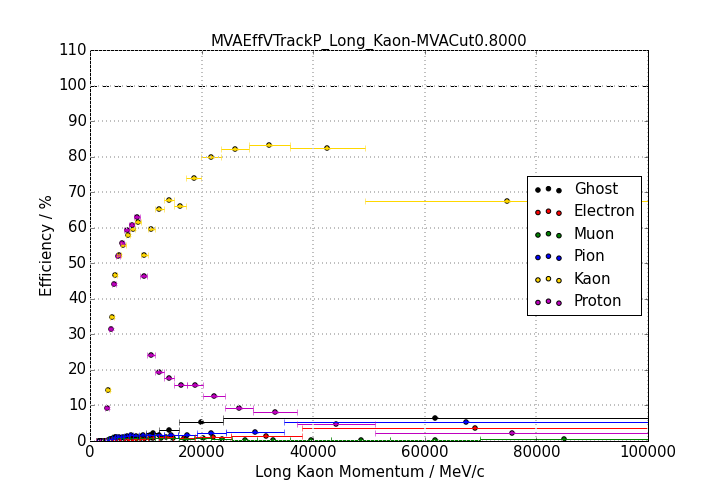 MVAEffVTrackP_Long_Kaon-MVACut0.8000
110
100
90
80
70
60
50
40
30
20
10
0
Efficiency / %
Ghost
Electron
Muon
Pion
Kaon
Proton
0 20000 40000 60000 80000 100000
Long Kaon Momentum / MeV/c